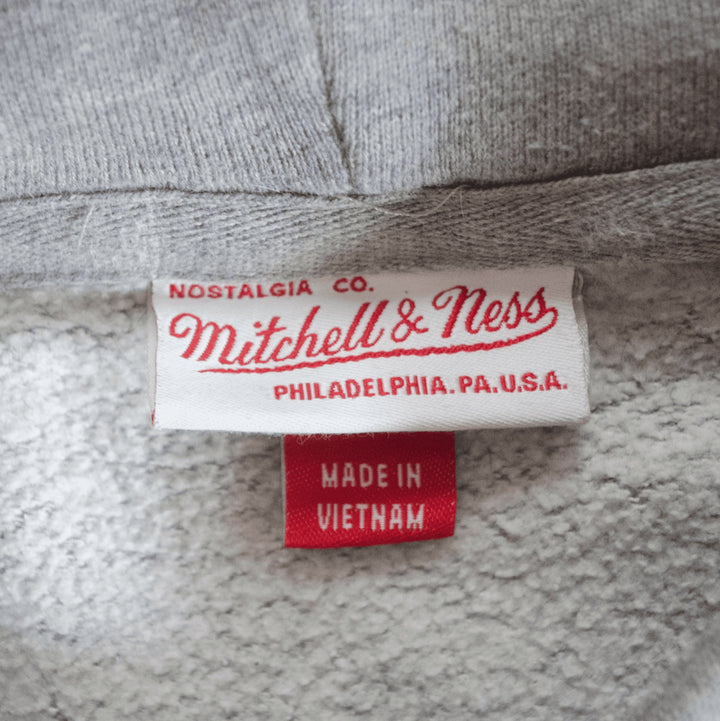 NOSTALGIA CO.
Mitchell & Ness
PHILADELPHIA.PA.U.S.A.
MADE IN
VIETNAM